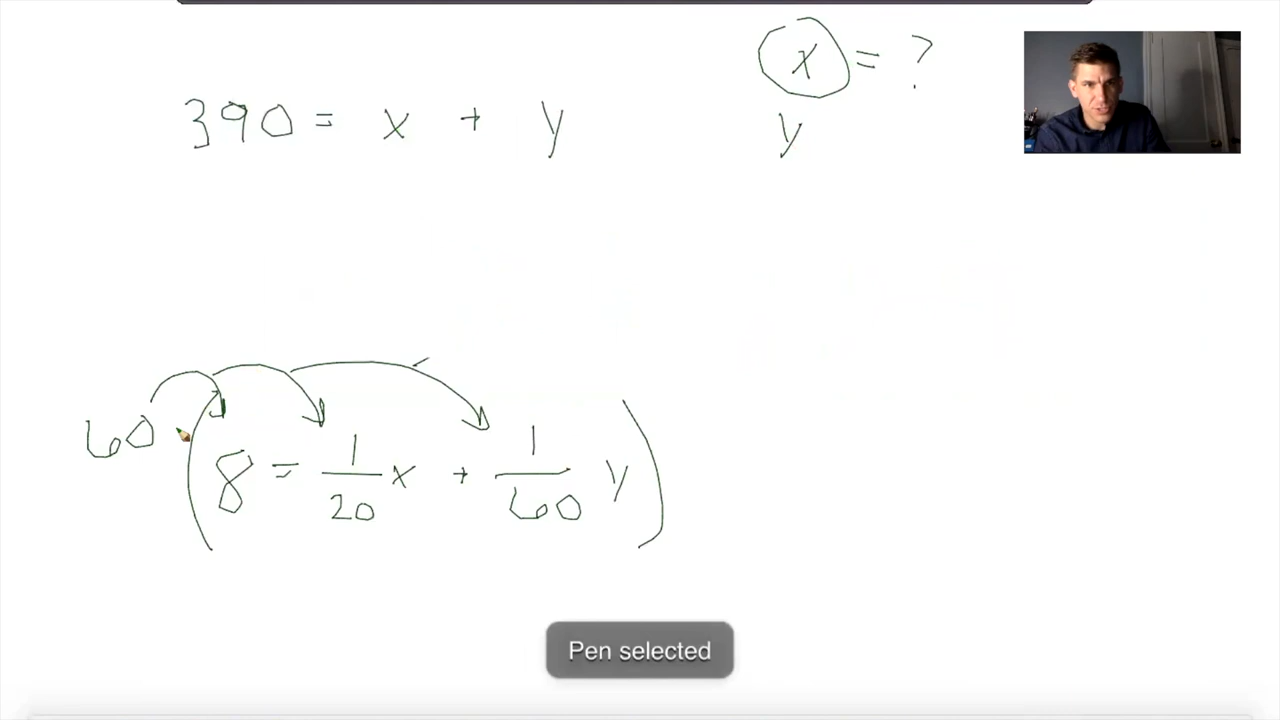 x = ?
390 = x + y
y
60 (8 = 1/20 x + 1/60 y)
Pen selected